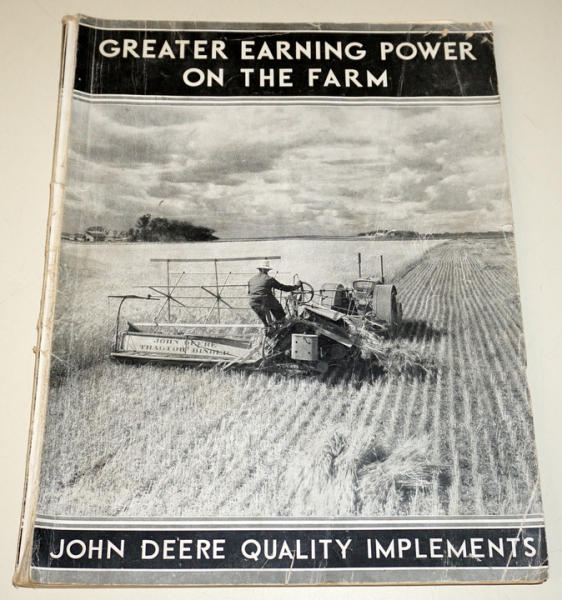 GREATER EARNING POWER
ON THE FARM
JOHN DEERE
TRACTOR BINDER
JOHN DEERE QUALITY IMPLEMENTS